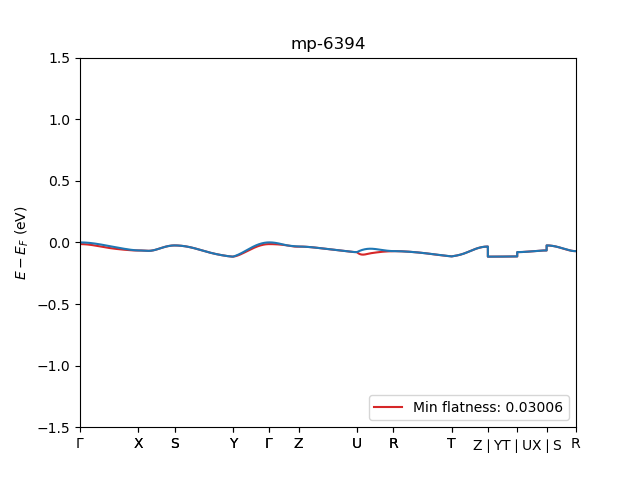 mp-6394
1.5
1.0
0.5
0.0
−0.5
−1.0
−1.5
E − E_F (eV)
Min flatness: 0.03006
Γ X S Y Γ Z U R T Z | YT | UX | S R